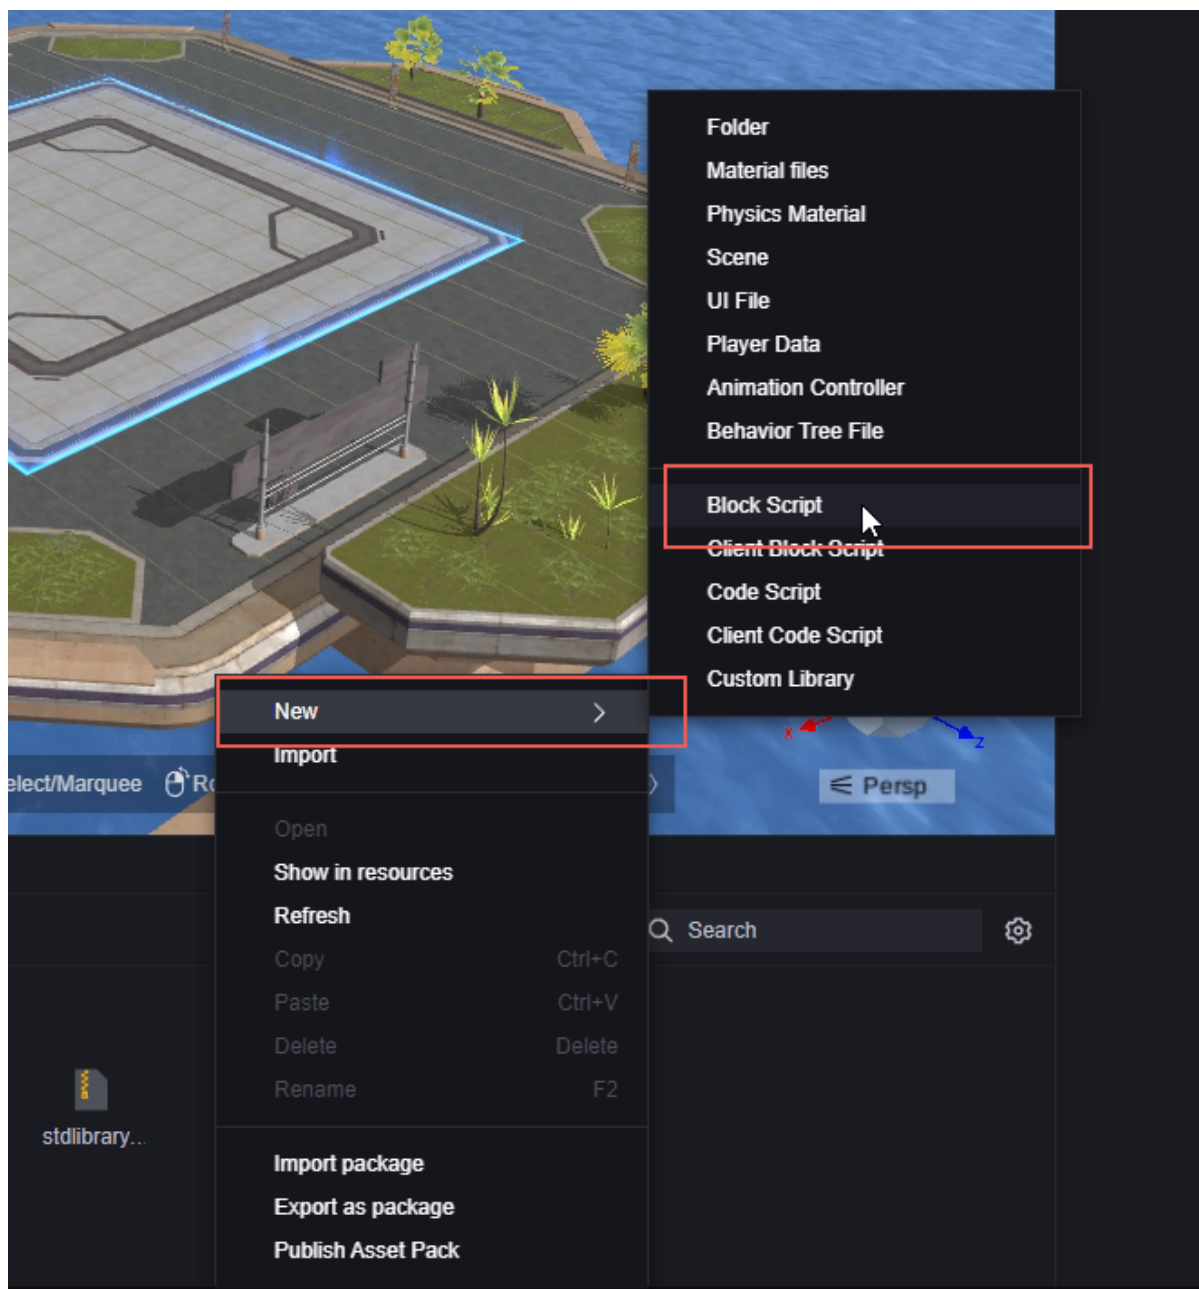 Folder
Material files
Physics Material
Scene
UI File
Player Data
Animation Controller
Behavior Tree File
Block Script
Client Block Script
Code Script
Client Code Script
Custom Library
New
Import
elect/Marquee Ro
x
z
Persp
Open
Show in resources
Refresh
Search
Copy Ctrl+C
Paste Ctrl+V
Delete Delete
Rename F2
stdlibrary...
Import package
Export as package
Publish Asset Pack